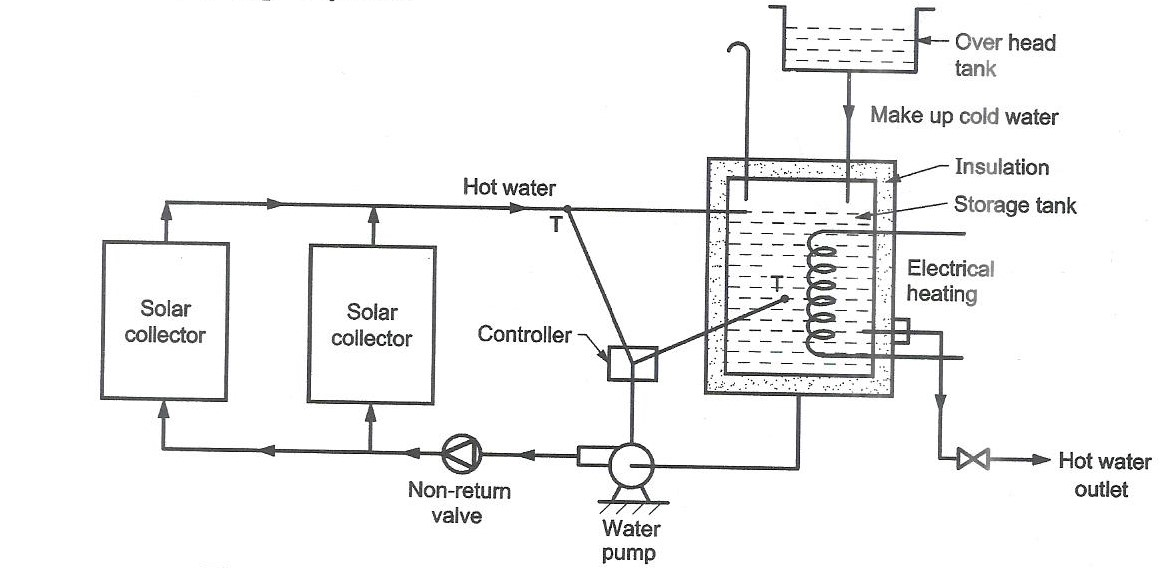 Over head
tank
Make up cold water
Insulation
Storage tank
Hot water
T
T
Electrical
heating
Solar
collector
Solar
collector
Controller
Non-return
valve
Water
pump
Hot water
outlet